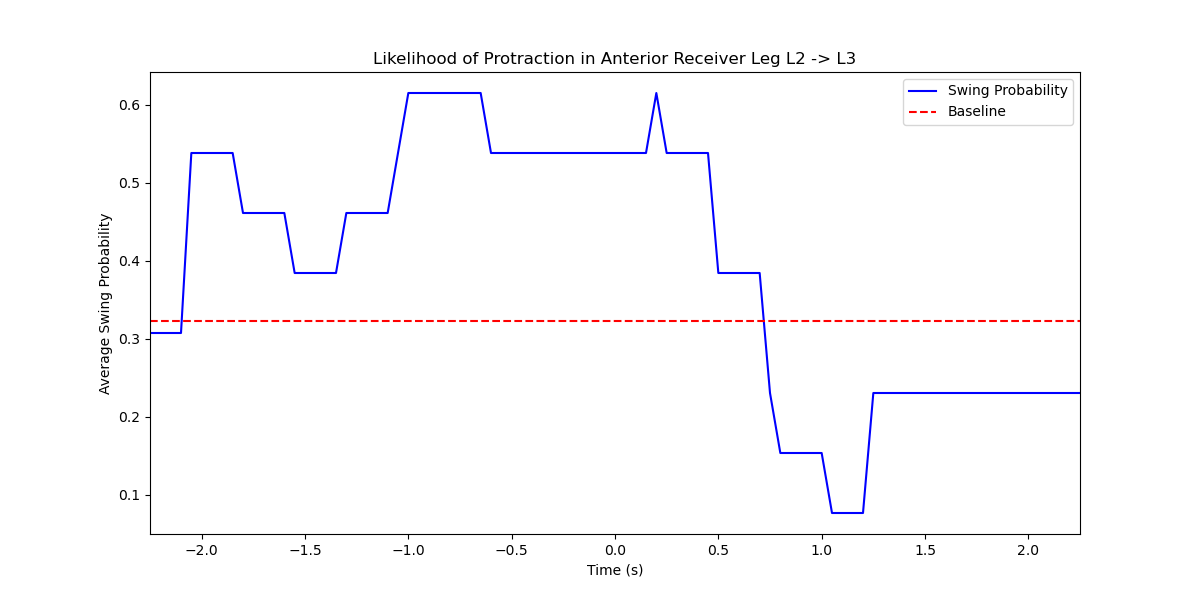 Likelihood of Protraction in Anterior Receiver Leg L2 -> L3
Swing Probability
Baseline
Average Swing Probability
0.6
0.5
0.4
0.3
0.2
0.1
−2.0 −1.5 −1.0 −0.5 0.0 0.5 1.0 1.5 2.0
Time (s)